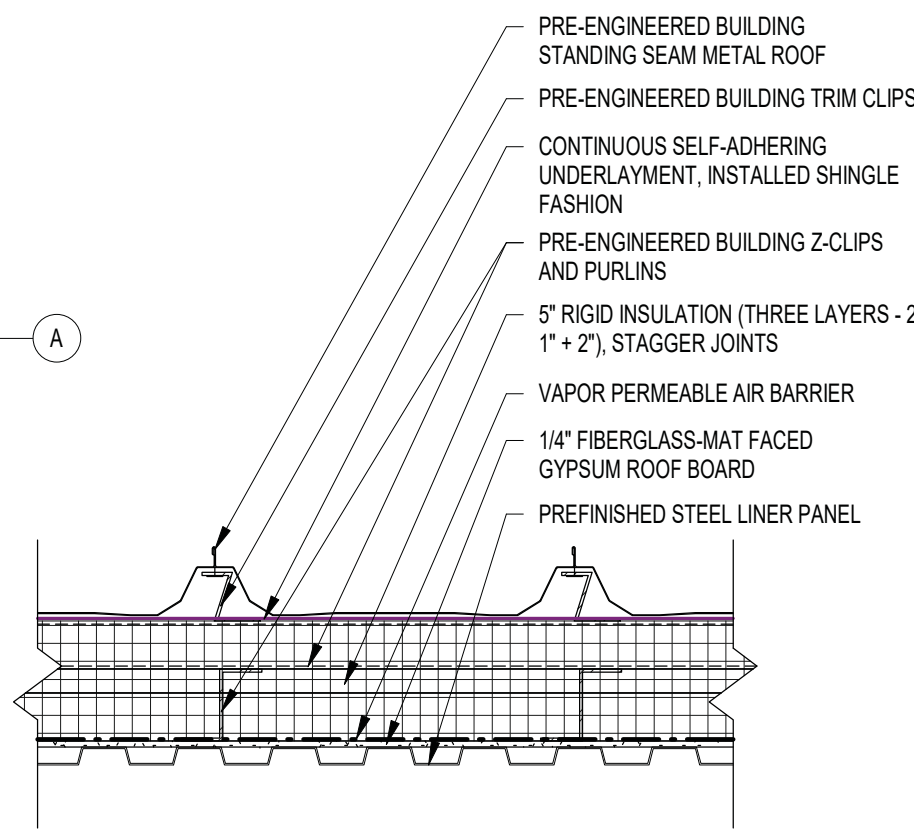 PRE-ENGINEERED BUILDING
STANDING SEAM METAL ROOF
PRE-ENGINEERED BUILDING TRIM CLIPS
CONTINUOUS SELF-ADHERING
UNDERLAYMENT, INSTALLED SHINGLE
FASHION
PRE-ENGINEERED BUILDING Z-CLIPS
AND PURLINS
A
5" RIGID INSULATION (THREE LAYERS - 2
1" + 2"), STAGGER JOINTS
VAPOR PERMEABLE AIR BARRIER
1/4" FIBERGLASS-MAT FACED
GYPSUM ROOF BOARD
PREFINISHED STEEL LINER PANEL